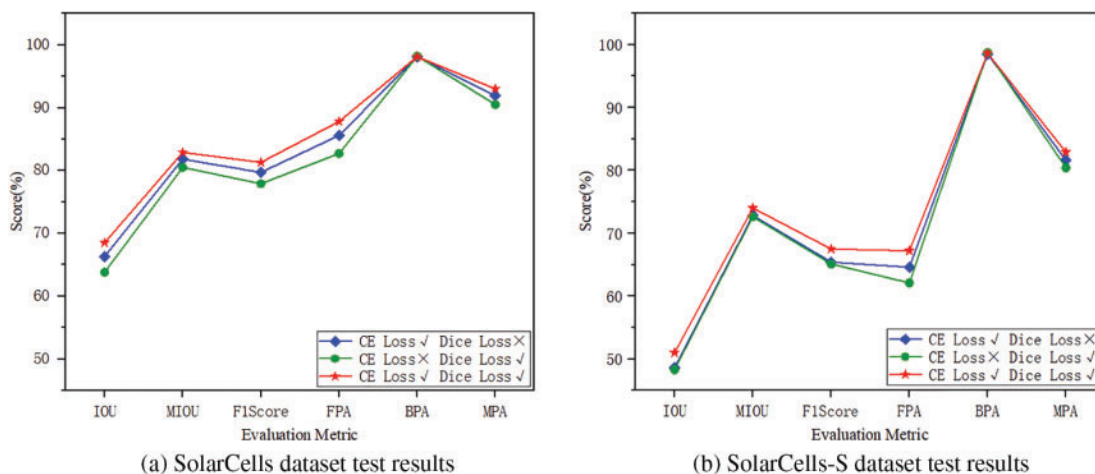 100
90
80
70
60
50
Score(%)
CE Loss√ Dice Loss×
CE Loss× Dice Loss√
CE Loss√ Dice Loss√
IOU MIOU F1Score FPA BPA MPA
Evaluation Metric
(a) SolarCells dataset test results
100
90
80
70
60
50
Score(%)
CE Loss√ Dice Loss×
CE Loss× Dice Loss√
CE Loss√ Dice Loss√
IOU MIOU F1Score FPA BPA MPA
Evaluation Metric
(b) SolarCells-S dataset test results